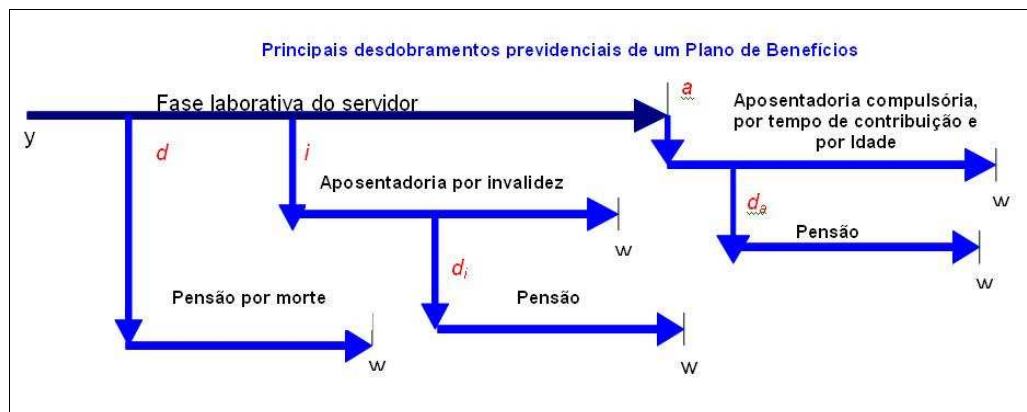 Principais desdobramentos previdenciais de um Plano de Benefícios
Fase laborativa do servidor
a
Aposentadoria compulsória,
por tempo de contribuição e
por Idade
y
d
i
Aposentadoria por invalidez
w
da
Pensão
w
w
di
Pensão por morte
Pensão
w
w